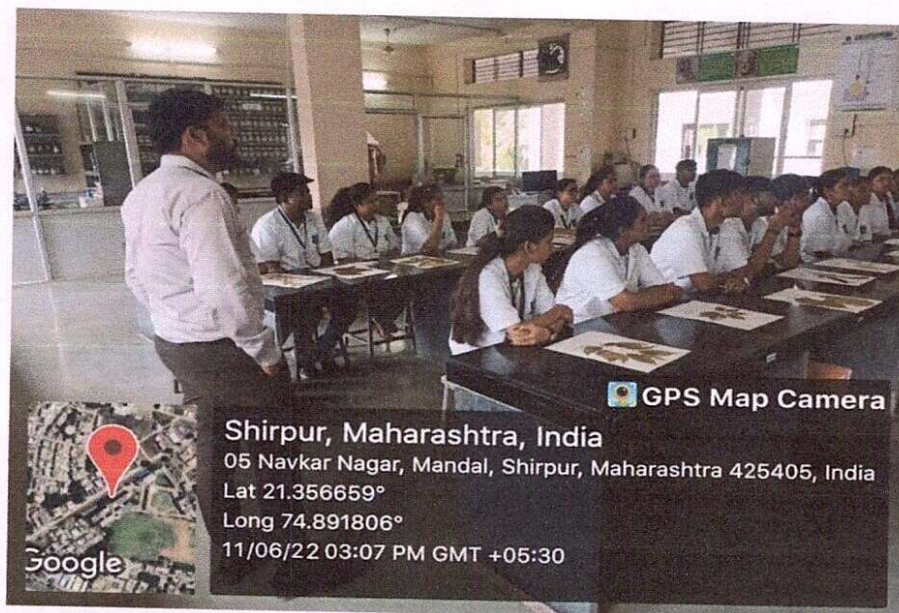 GPS Map Camera
Shirpur, Maharashtra, India
05 Navkar Nagar, Mandal, Shirpur, Maharashtra 425405, India
Lat 21.356659°
Long 74.891806°
11/06/22 03:07 PM GMT +05:30
Google